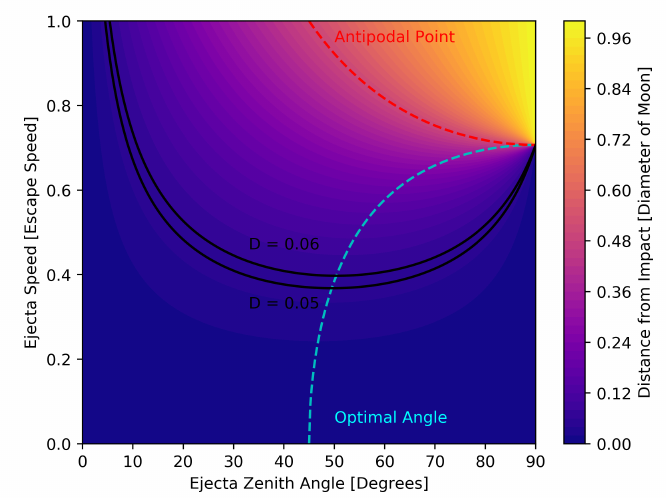 1.0
0.8
0.6
0.4
0.2
0.0
Ejecta Speed [Escape Speed]
Antipodal Point
D = 0.06
D = 0.05
Optimal Angle
0 10 20 30 40 50 60 70 80 90
Ejecta Zenith Angle [Degrees]
0.96
0.84
0.72
0.60
0.48
0.36
0.24
0.12
0.00
Distance from Impact [Diameter of Moon]